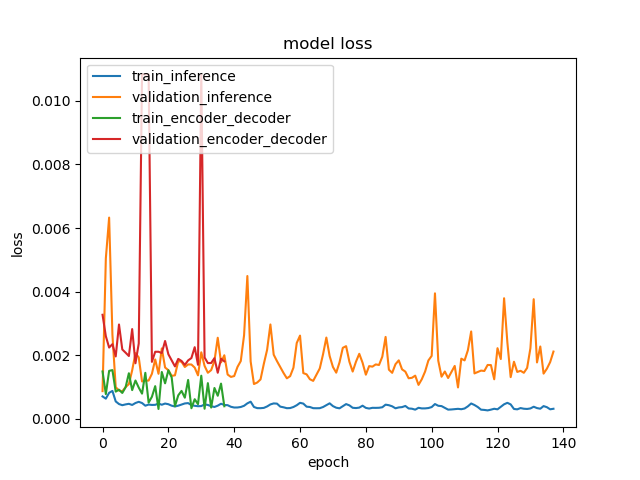 model loss
train_inference
validation_inference
train_encoder_decoder
validation_encoder_decoder
0.010
0.008
0.006
0.004
0.002
0.000
loss
0 20 40 60 80 100 120 140
epoch